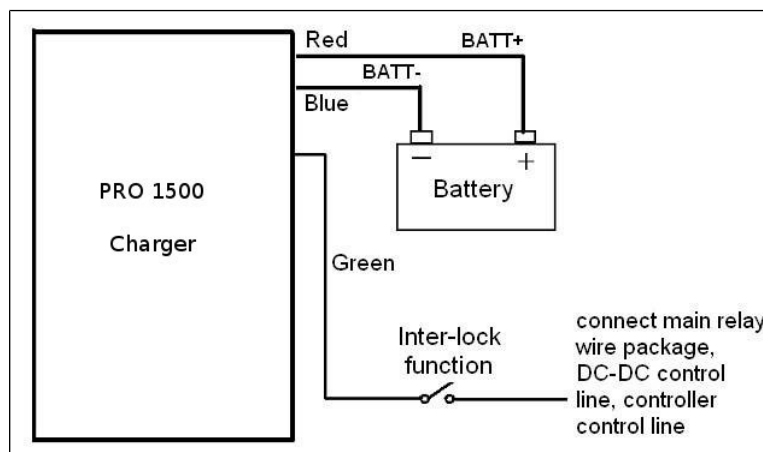 Red
BATT+
BATT-
Blue
− +
Battery
PRO 1500
Charger
Green
Inter-lock
function
connect main relay
wire package,
DC-DC control
line, controller
control line